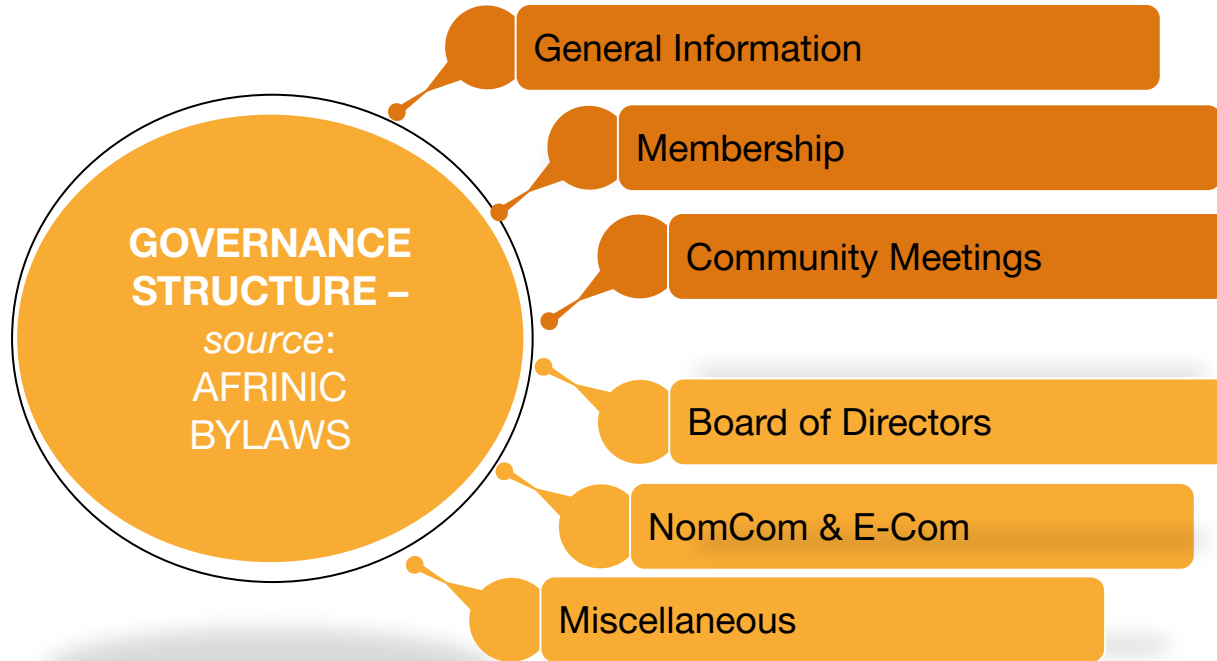 GOVERNANCE
STRUCTURE –
source:
AFRINIC
BYLAWS
General Information
Membership
Community Meetings
Board of Directors
NomCom & E-Com
Miscellaneous